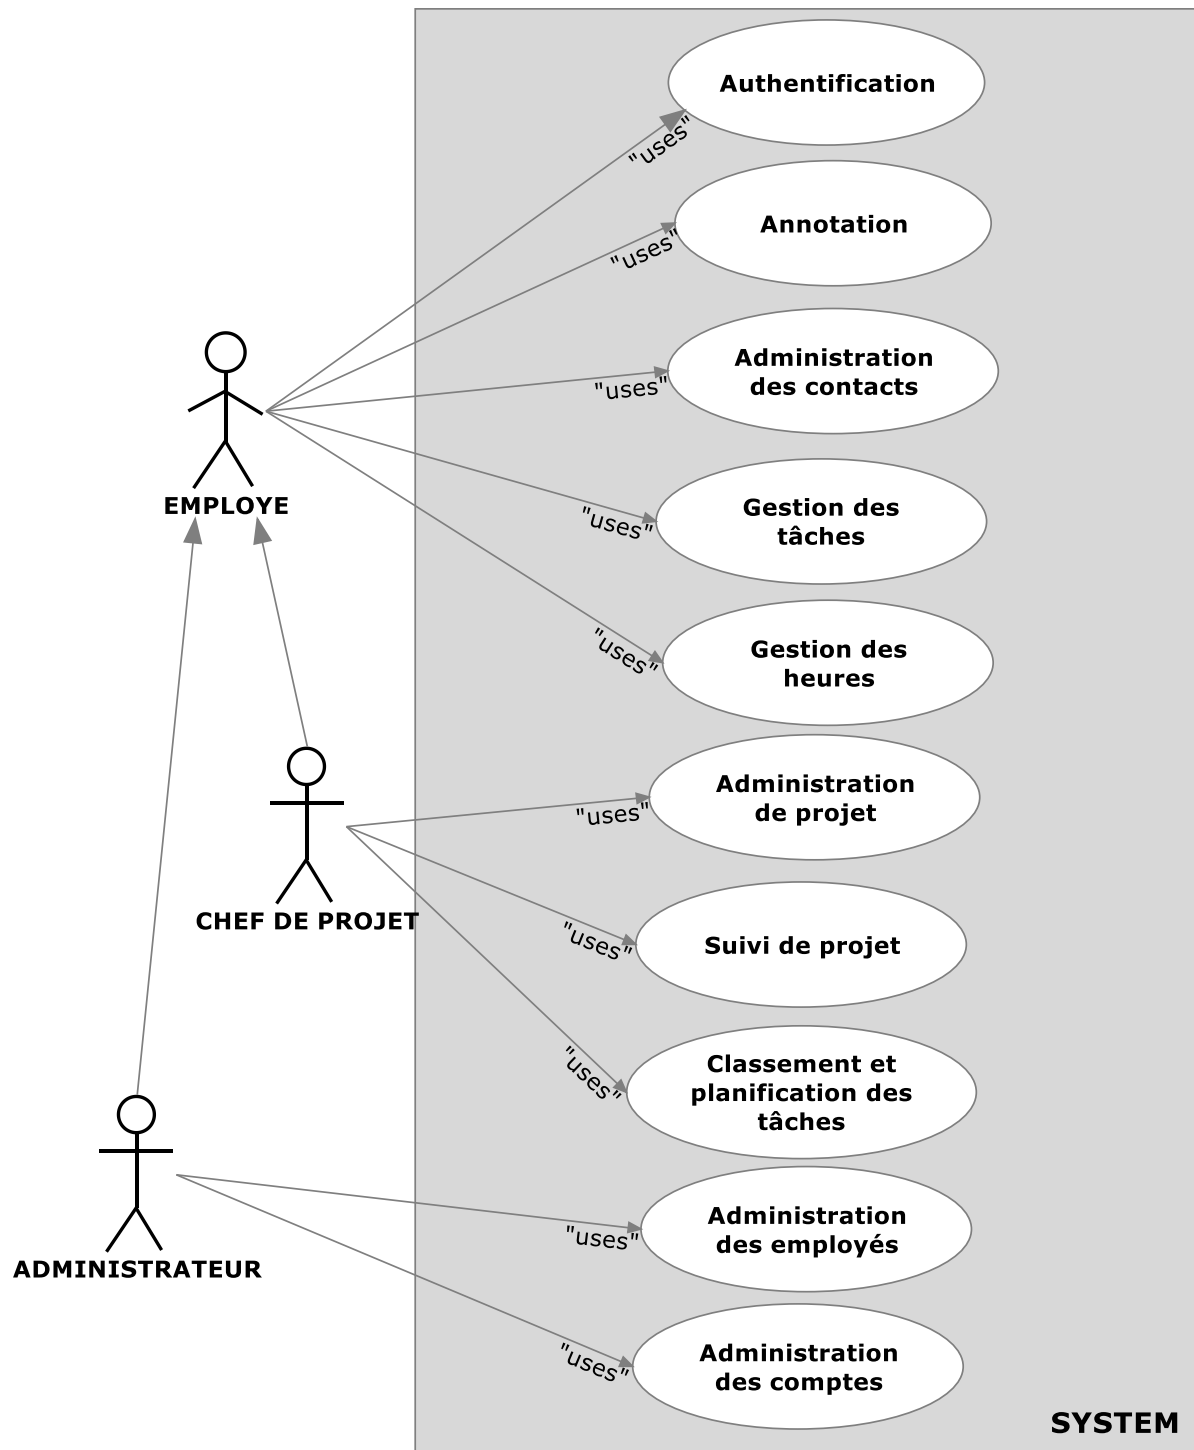 Authentification
"uses"
Annotation
"uses"
Administration
des contacts
"uses"
EMPLOYE
Gestion des
tâches
"uses"
Gestion des
heures
"uses"
Administration
de projet
"uses"
CHEF DE PROJET
Suivi de projet
"uses"
Classement et
planification des
tâches
"uses"
Administration
des employés
"uses"
ADMINISTRATEUR
Administration
des comptes
"uses"
SYSTEM